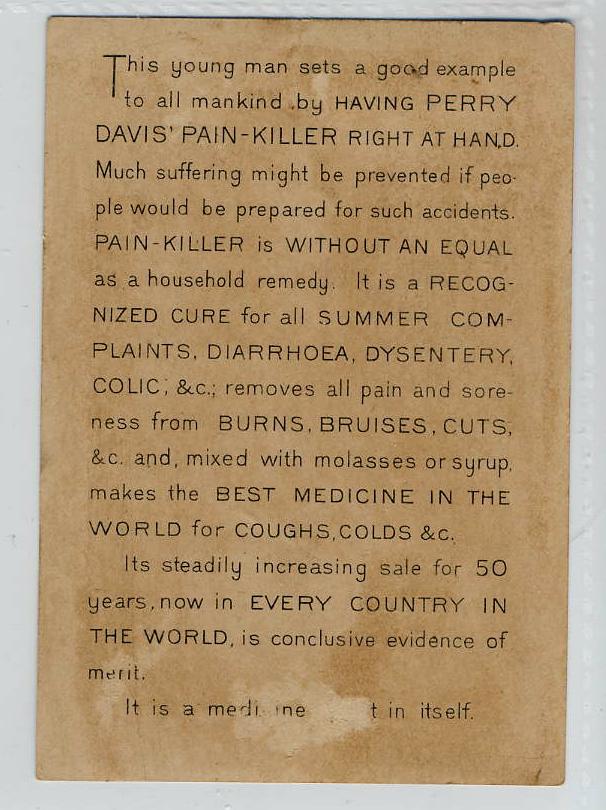 This young man sets a good example
to all mankind by HAVING PERRY
DAVIS' PAIN-KILLER RIGHT AT HAND.
Much suffering might be prevented if peo-
ple would be prepared for such accidents.
PAIN-KILLER is WITHOUT AN EQUAL
as a household remedy. It is a RECOG-
NIZED CURE for all SUMMER COM-
PLAINTS, DIARRHOEA, DYSENTERY,
COLIC, &c.; removes all pain and sore-
ness from BURNS, BRUISES, CUTS,
&c. and, mixed with molasses or syrup,
makes the BEST MEDICINE IN THE
WORLD for COUGHS, COLDS &c.
Its steadily increasing sale for 50
years, now in EVERY COUNTRY IN
THE WORLD, is conclusive evidence of
merit.
It is a medicine in itself.